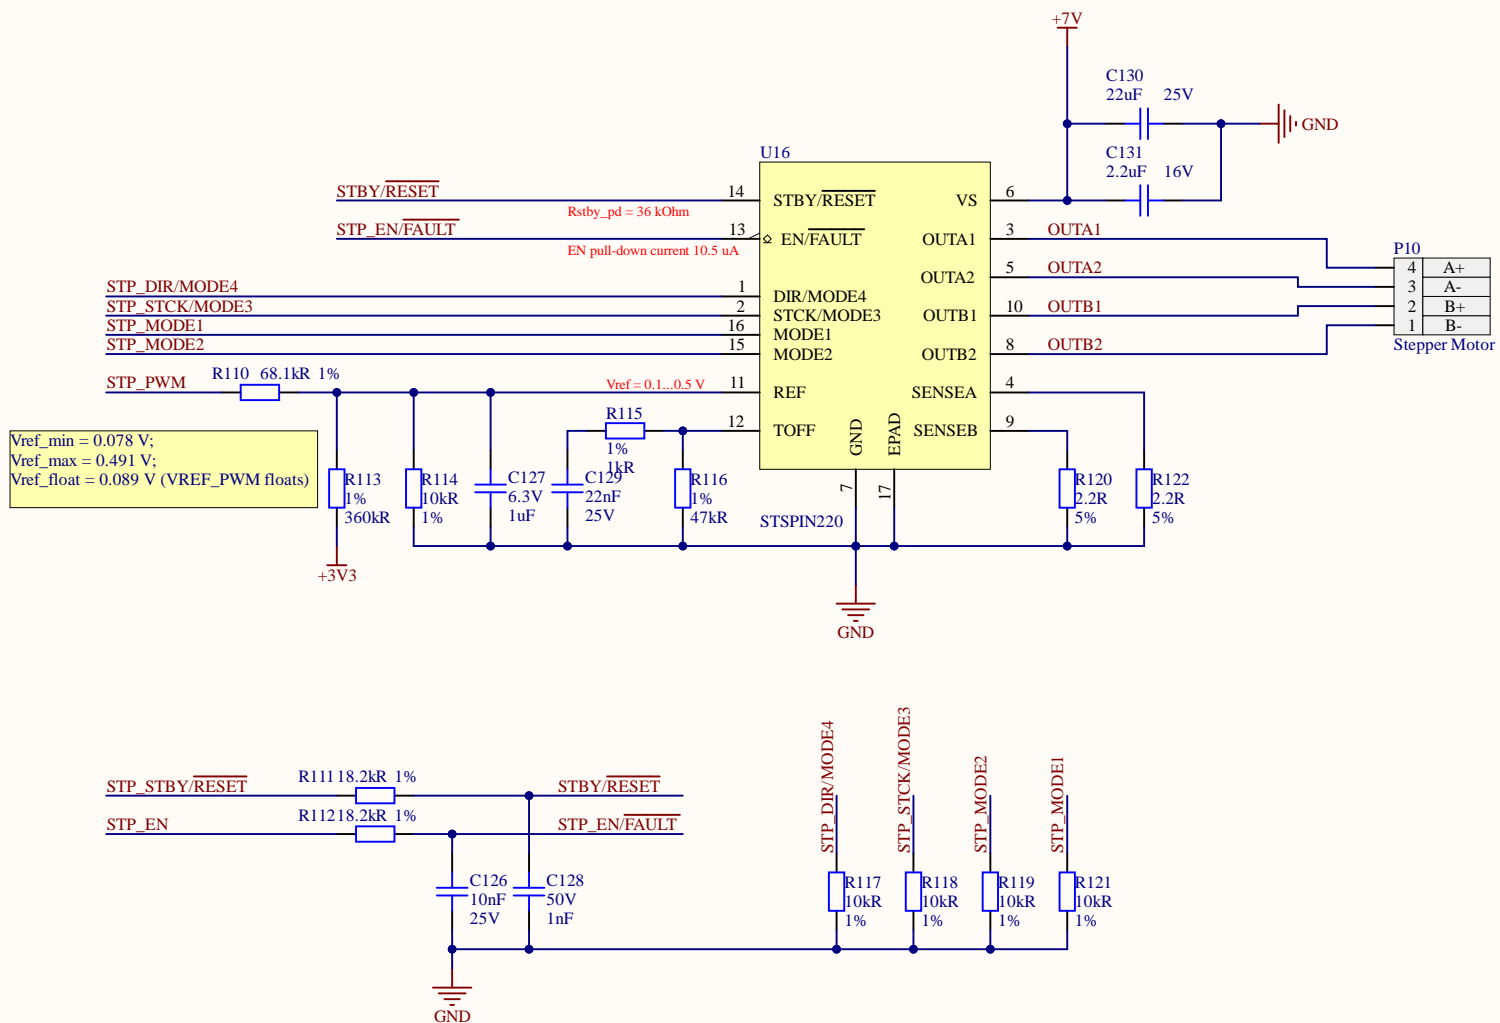 +7V
C130
22uF 25V
GND
C131
2.2uF 16V
U16
STBY/RESET
14
STBY/RESET
VS
6
Rstby_pd = 36 kOhm
STP_EN/FAULT
13
EN/FAULT
OUTA1
3
OUTA1
EN pull-down current 10.5 uA
P10
4 A+
3 A-
2 B+
1 B-
Stepper Motor
OUTA2
5
OUTA2
STP_DIR/MODE4
1
DIR/MODE4
STP_STCK/MODE3
2
STCK/MODE3
OUTB1
10
OUTB1
STP_MODE1
16
MODE1
STP_MODE2
15
MODE2
OUTB2
8
OUTB2
R110 68.1kR 1%
STP_PWM
Vref = 0.1...0.5 V
11
REF
SENSEA
4
R115
1%
1kR
12
TOFF
GND
EPAD
SENSEB
9
Vref_min = 0.078 V;
Vref_max = 0.491 V;
Vref_float = 0.089 V (VREF_PWM floats)
R113
1%
360kR
R114
10kR
1%
C127
6.3V
1uF
C129
22nF
25V
R116
1%
47kR
7
17
STSPIN220
R120
2.2R
5%
R122
2.2R
5%
+3V3
GND
STP_STBY/RESET
R111 18.2kR 1%
STBY/RESET
STP_EN
R112 18.2kR 1%
STP_EN/FAULT
C126
10nF
25V
C128
50V
1nF
GND
STP_DIR/MODE4
STP_STCK/MODE3
STP_MODE2
STP_MODE1
R117
10kR
1%
R118
10kR
1%
R119
10kR
1%
R121
10kR
1%